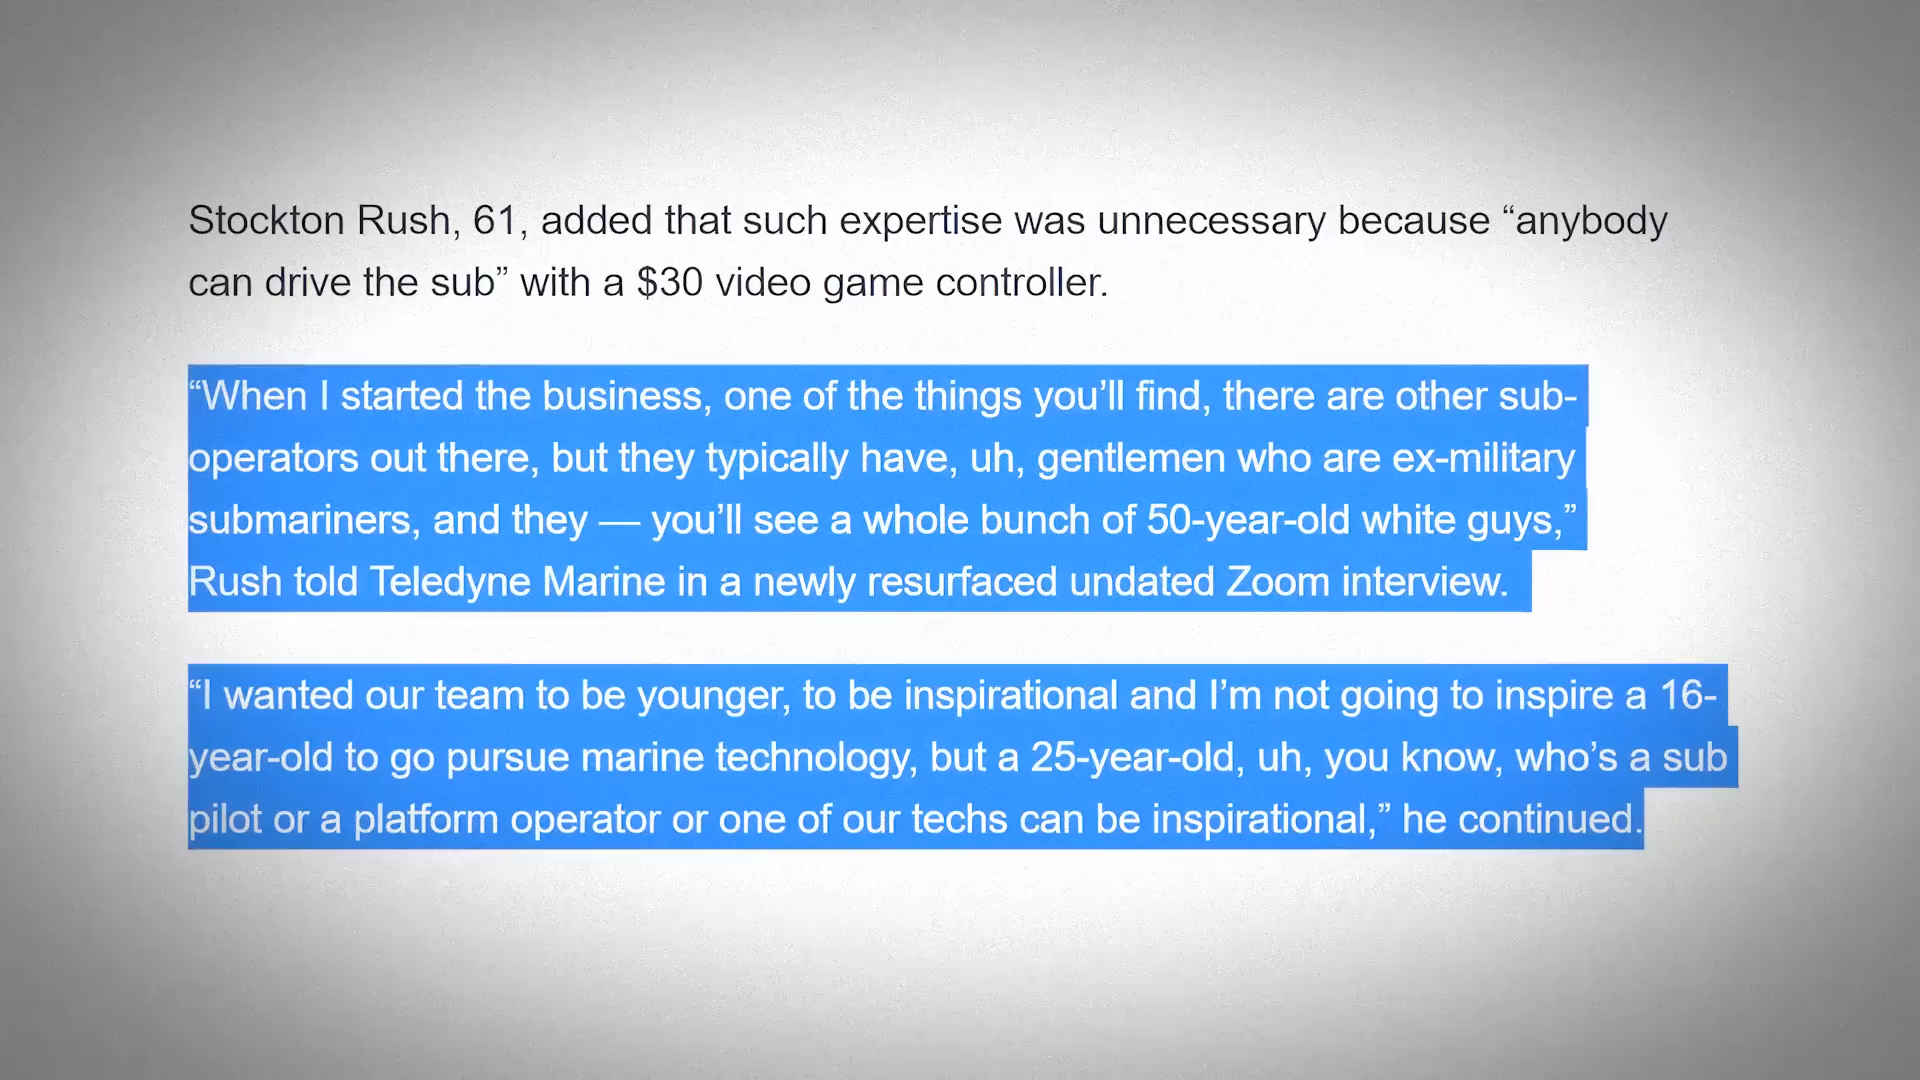 Stockton Rush, 61, added that such expertise was unnecessary because “anybody
can drive the sub” with a $30 video game controller.
“When I started the business, one of the things you’ll find, there are other sub-
operators out there, but they typically have, uh, gentlemen who are ex-military
submariners, and they — you’ll see a whole bunch of 50-year-old white guys,”
Rush told Teledyne Marine in a newly resurfaced undated Zoom interview.
“I wanted our team to be younger, to be inspirational and I’m not going to inspire a 16-
year-old to go pursue marine technology, but a 25-year-old, uh, you know, who’s a sub
pilot or a platform operator or one of our techs can be inspirational,” he continued.